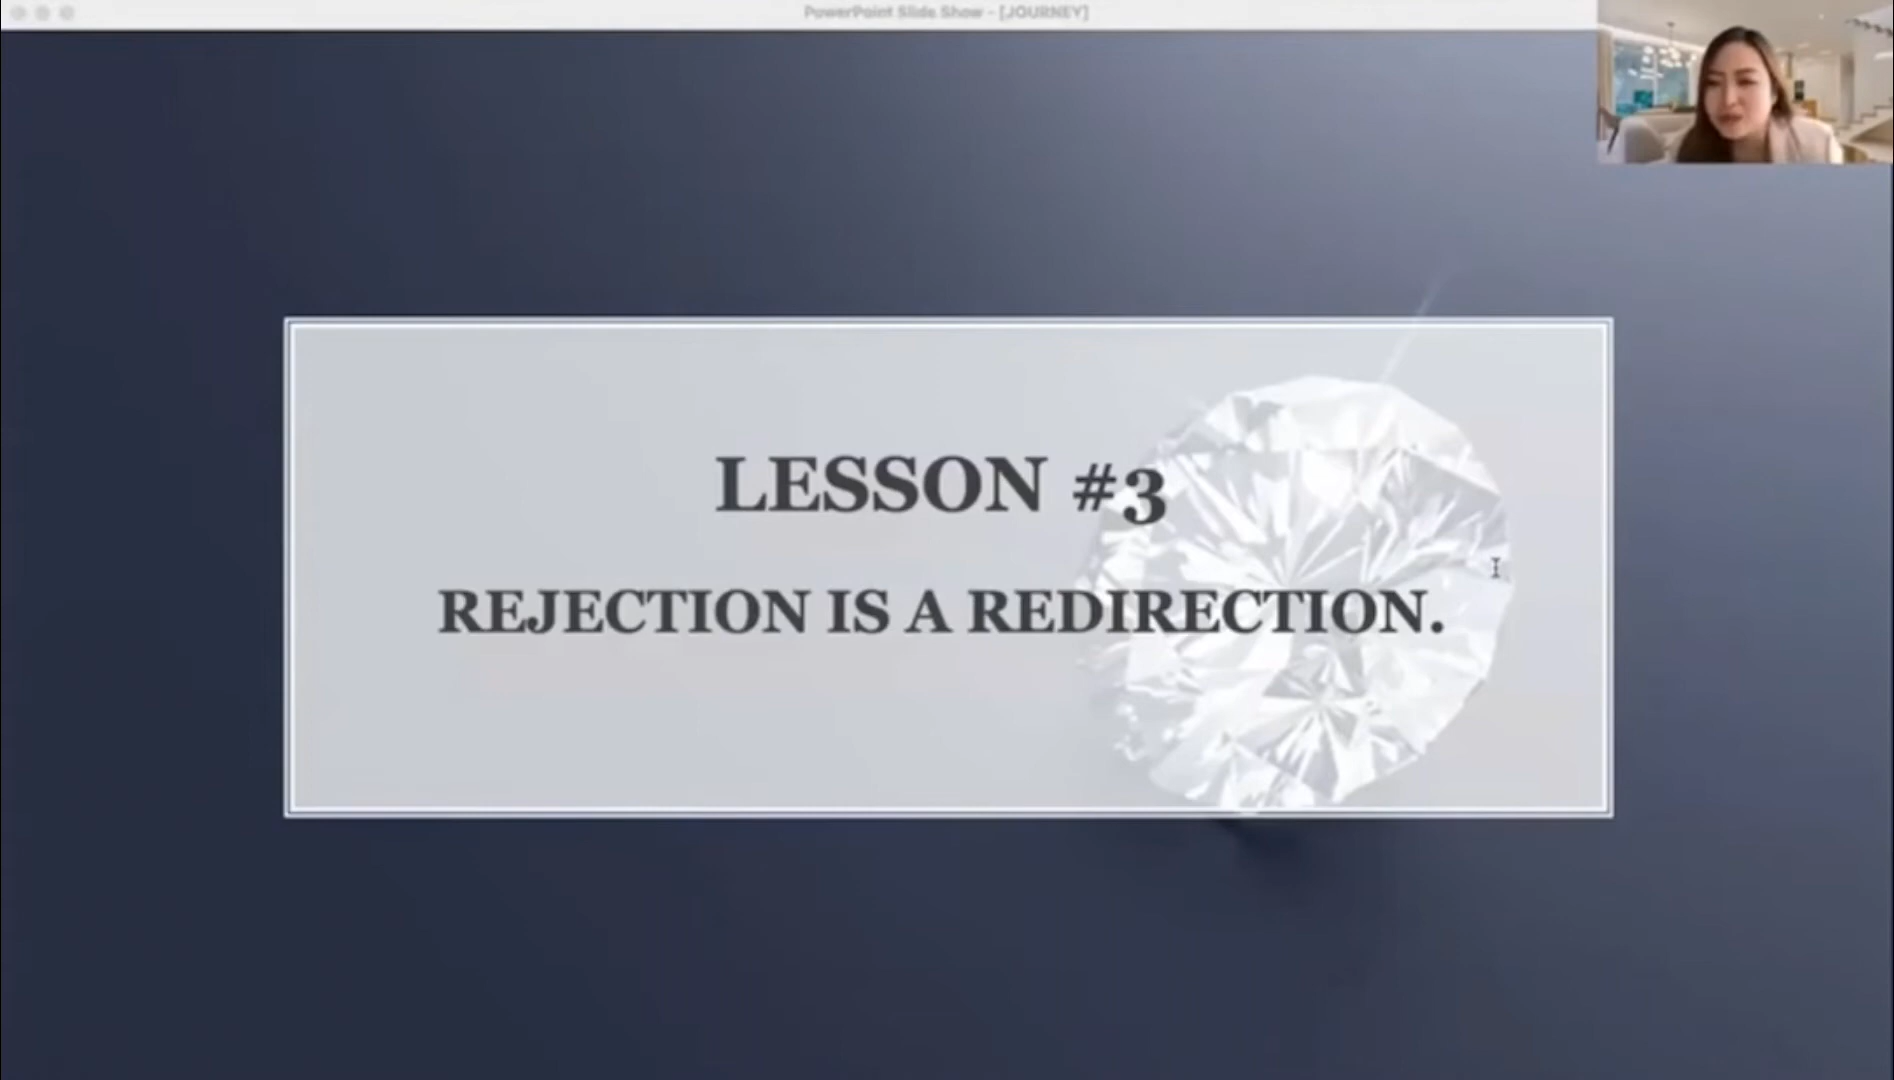 PowerPoint Slide Show - [JOURNEY]
LESSON #3
REJECTION IS A REDIRECTION.